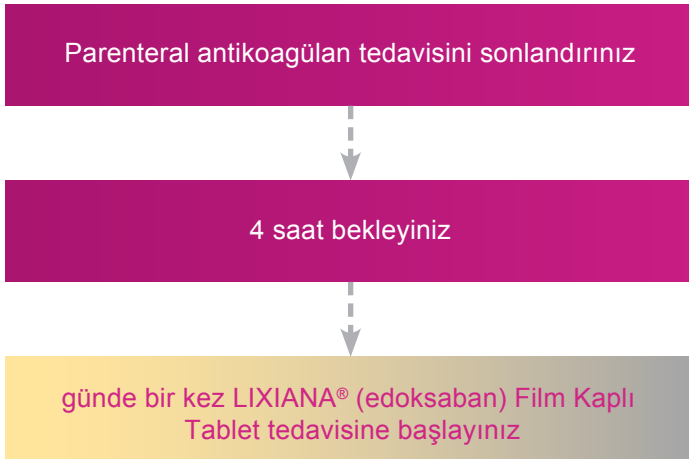 Parenteral antikoagülan tedavisini sonlandırınız
4 saat bekleyiniz
günde bir kez LIXIANA® (edoksaban) Film Kaplı
Tablet tedavisine başlayınız